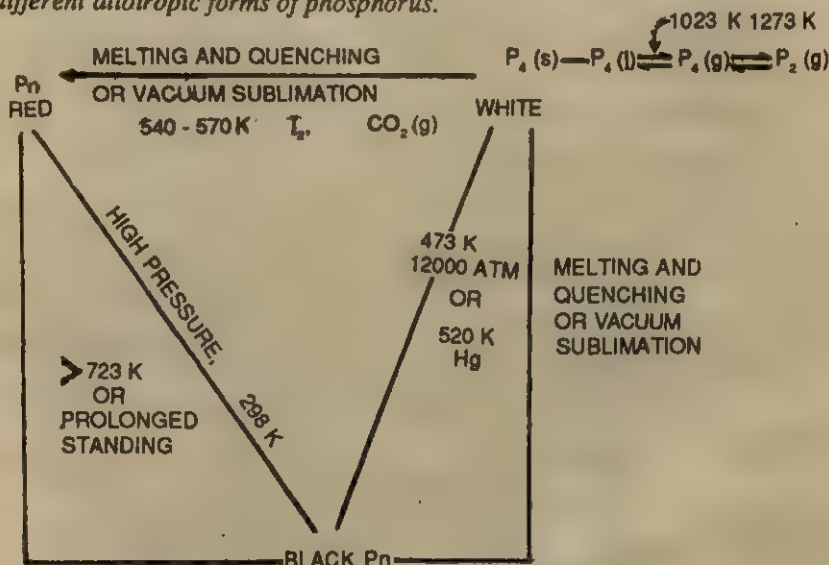 different allotropic forms of phosphorus.
1023 K 1273 K
P₄ (s)—P₄ (l)⇌P₄ (g)⇌P₂ (g)
MELTING AND QUENCHING
OR VACUUM SUBLIMATION
540 - 570 K I₂, CO₂ (g)
Pn
RED
WHITE
HIGH PRESSURE,
298 K
473 K
12000 ATM
OR
520 K
Hg
MELTING AND
QUENCHING
OR VACUUM
SUBLIMATION
>723 K
OR
PROLONGED
STANDING
BLACK Pn